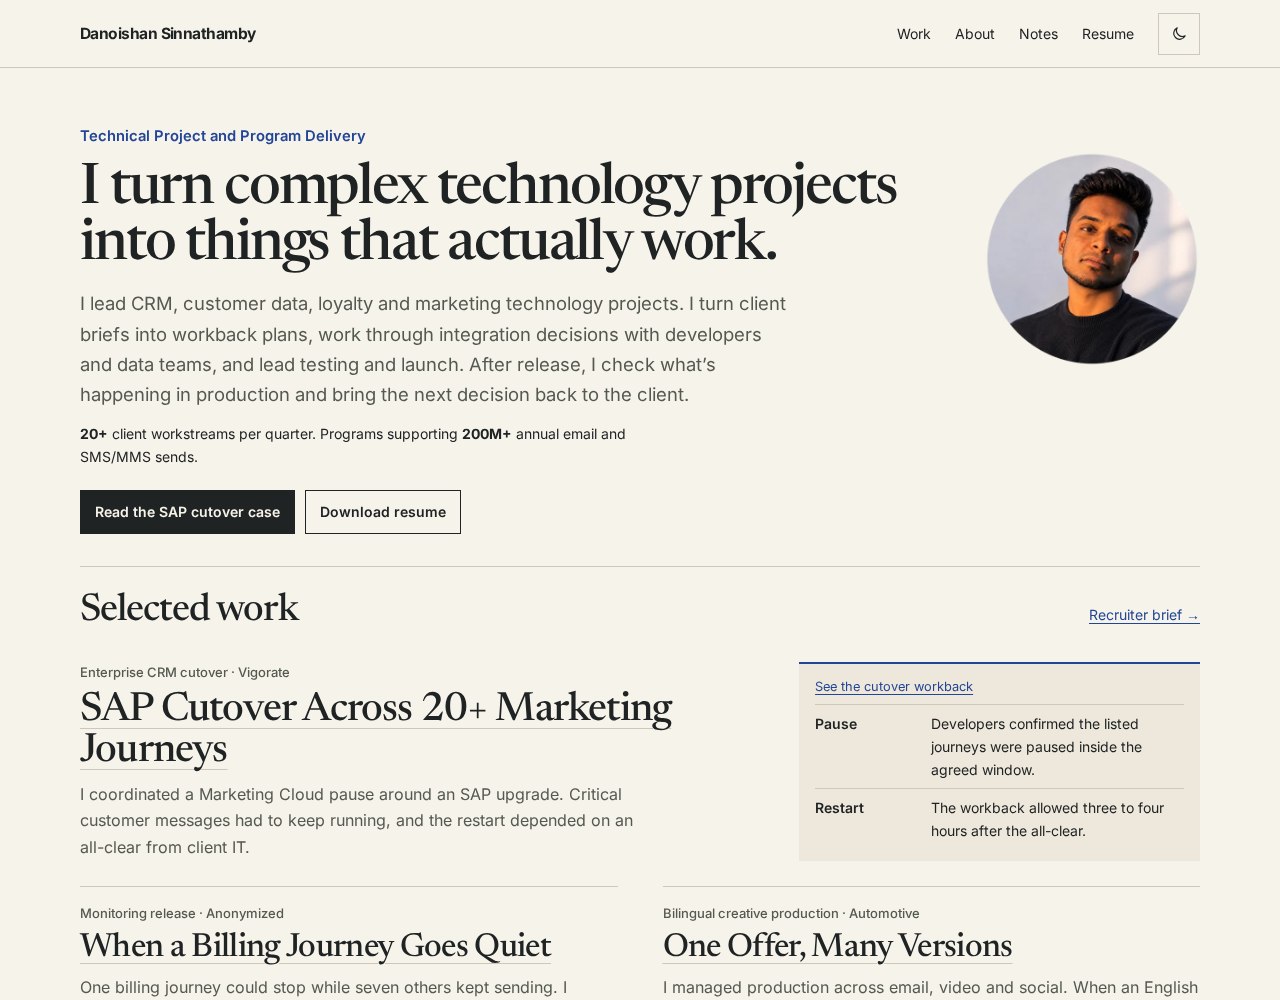 Danoishan Sinnathamby
Work
About
Notes
Resume
Technical Project and Program Delivery
I turn complex technology projects
into things that actually work.
I lead CRM, customer data, loyalty and marketing technology projects. I turn client
briefs into workback plans, work through integration decisions with developers
and data teams, and lead testing and launch. After release, I check what’s
happening in production and bring the next decision back to the client.
20+ client workstreams per quarter. Programs supporting 200M+ annual email and
SMS/MMS sends.
Read the SAP cutover case
Download resume
Selected work
Recruiter brief →
Enterprise CRM cutover · Vigorate
SAP Cutover Across 20+ Marketing
Journeys
I coordinated a Marketing Cloud pause around an SAP upgrade. Critical
customer messages had to keep running, and the restart depended on an
all-clear from client IT.
See the cutover workback
Pause
Developers confirmed the listed
journeys were paused inside the
agreed window.
Restart
The workback allowed three to four
hours after the all-clear.
Monitoring release · Anonymized
When a Billing Journey Goes Quiet
One billing journey could stop while seven others kept sending. I
Bilingual creative production · Automotive
One Offer, Many Versions
I managed production across email, video and social. When an English